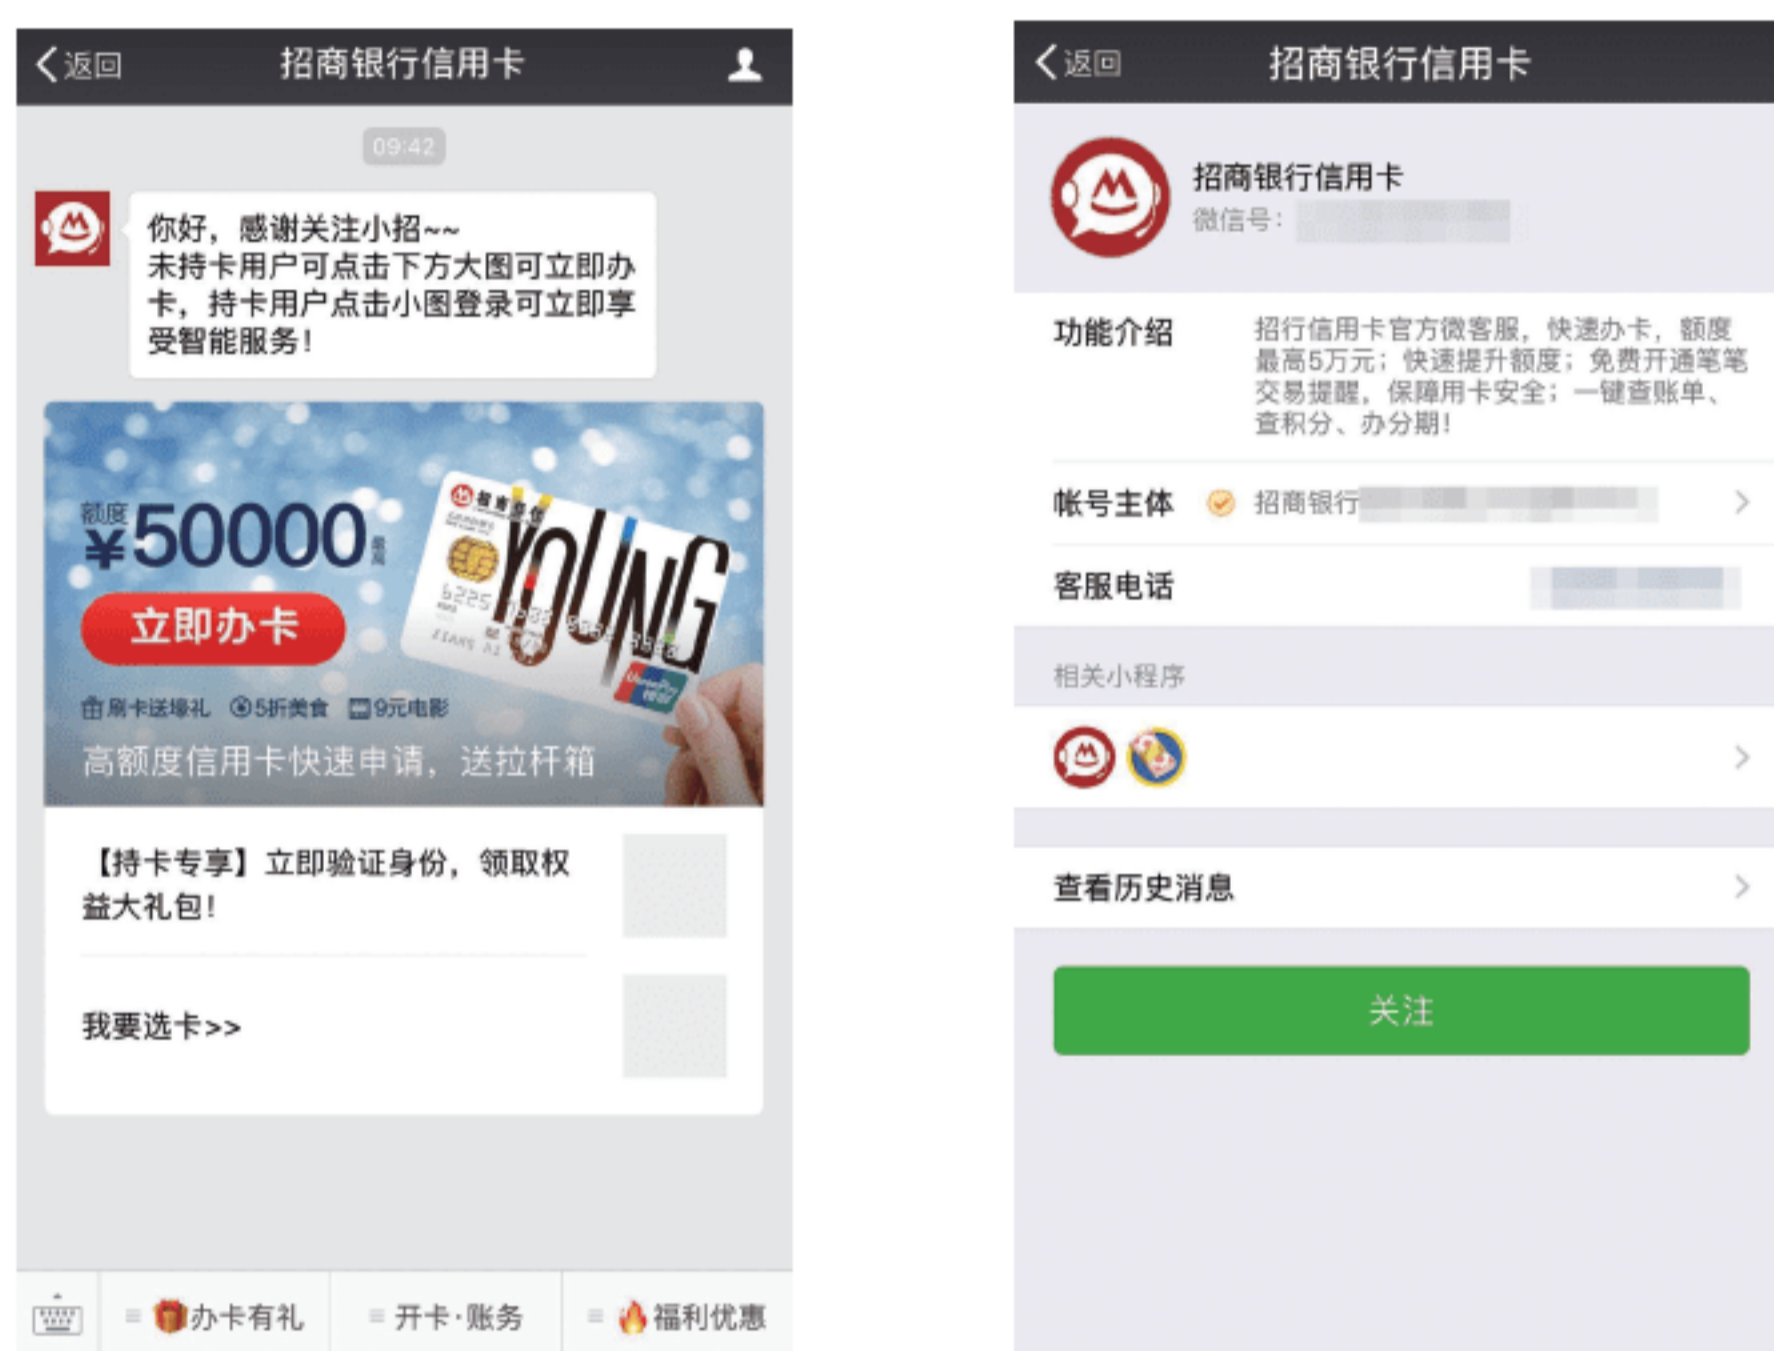 返回
招商银行信用卡
09:42
你好，感谢关注小招~~
未持卡用户可点击下方大图可立即办
卡，持卡用户点击小图登录可立即享
受智能服务！
额度
¥50000
最高
立即办卡
YOUNG
UnionPay
刷卡送壕礼 5折美食 9元电影
高额度信用卡快速申请，送拉杆箱
【持卡专享】立即验证身份，领取权
益大礼包！
我要选卡>>
办卡有礼
开卡·账务
福利优惠
返回
招商银行信用卡
招商银行信用卡
微信号：
功能介绍
招行信用卡官方微客服，快速办卡，额度
最高5万元；快速提升额度；免费开通笔笔
交易提醒，保障用卡安全；一键查账单、
查积分、办分期！
帐号主体
招商银行
客服电话
相关小程序
查看历史消息
关注